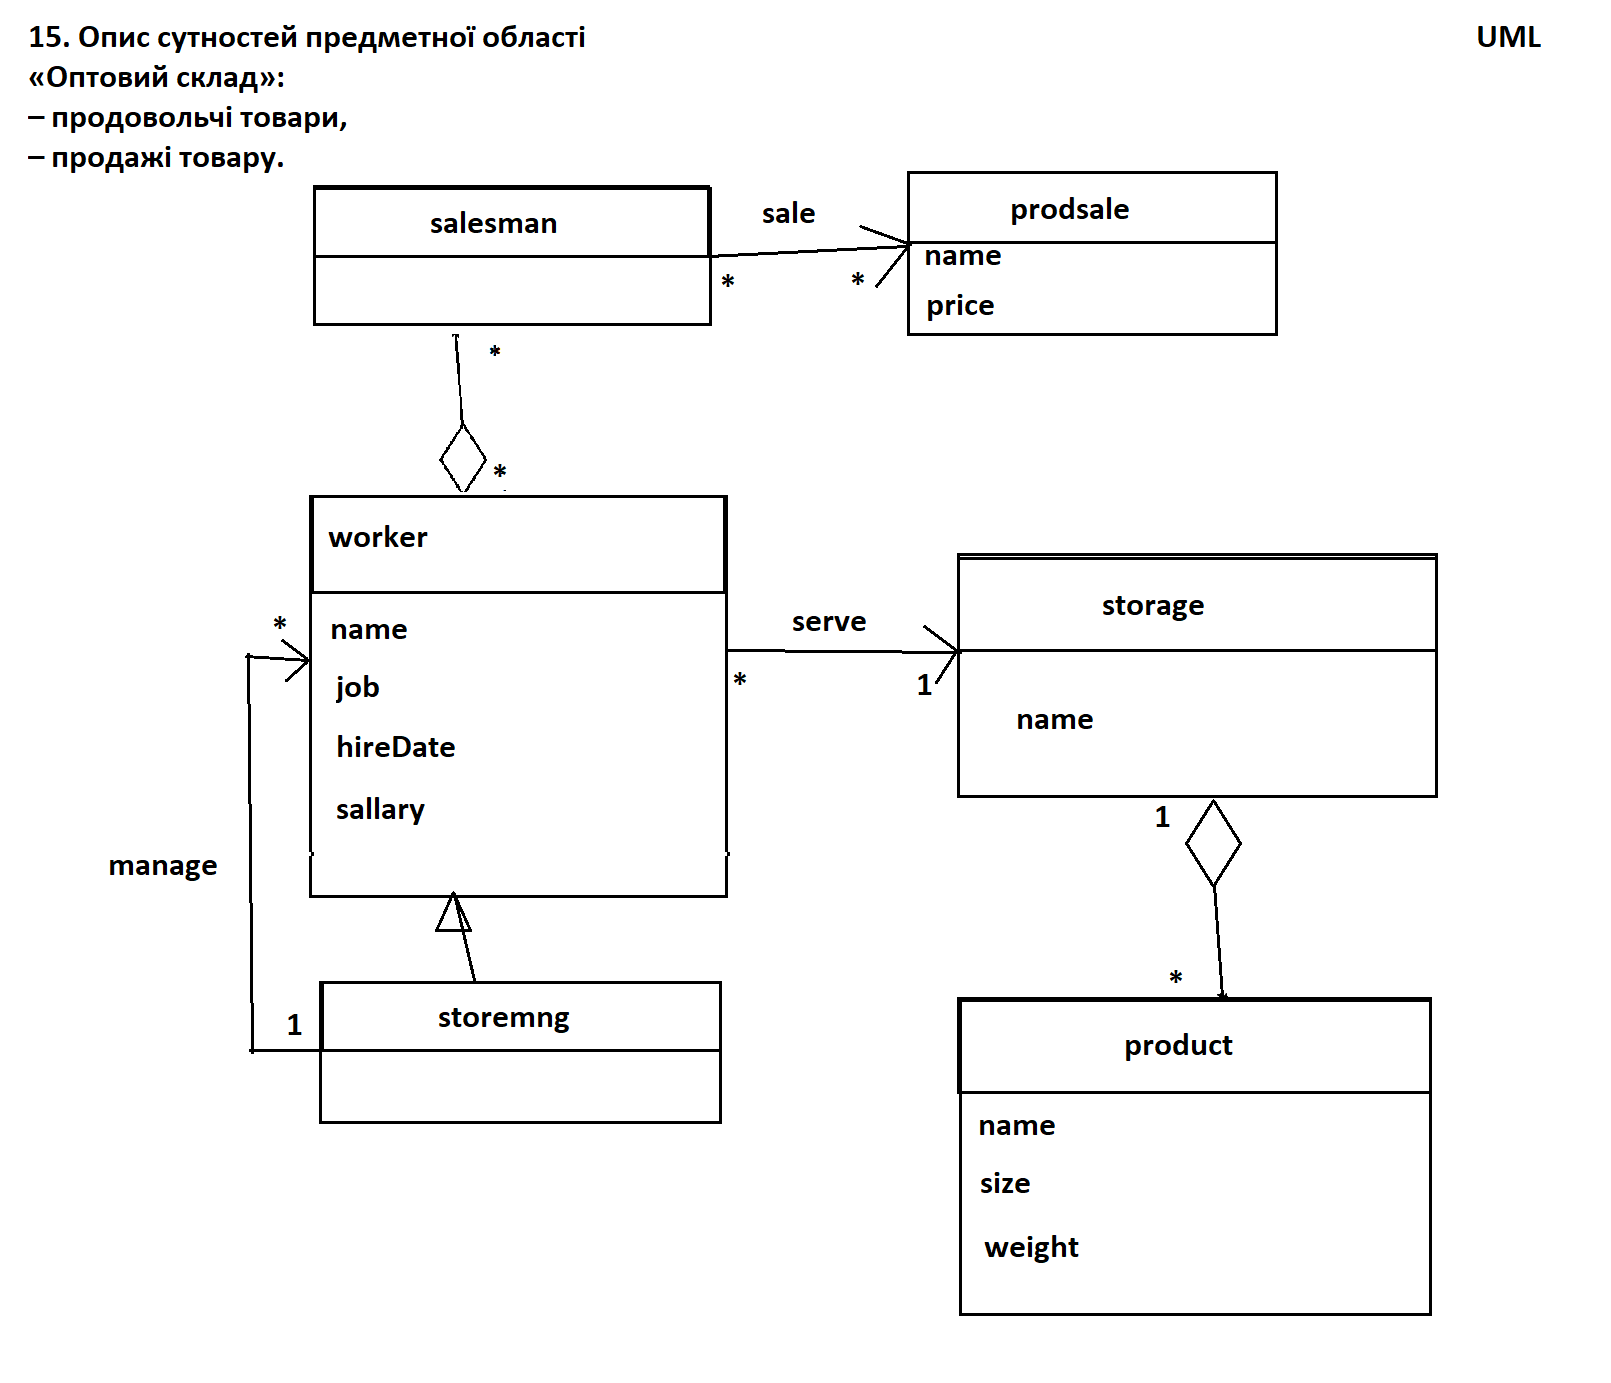 15. Опис сутностей предметної області
«Оптовий склад»:
– продовольчі товари,
– продажі товару.
UML
salesman
sale
prodsale
name
price
*
*
*
*
worker
name
job
hireDate
sallary
*
serve
*
1
storage
name
manage
1
storemng
1
*
product
name
size
weight